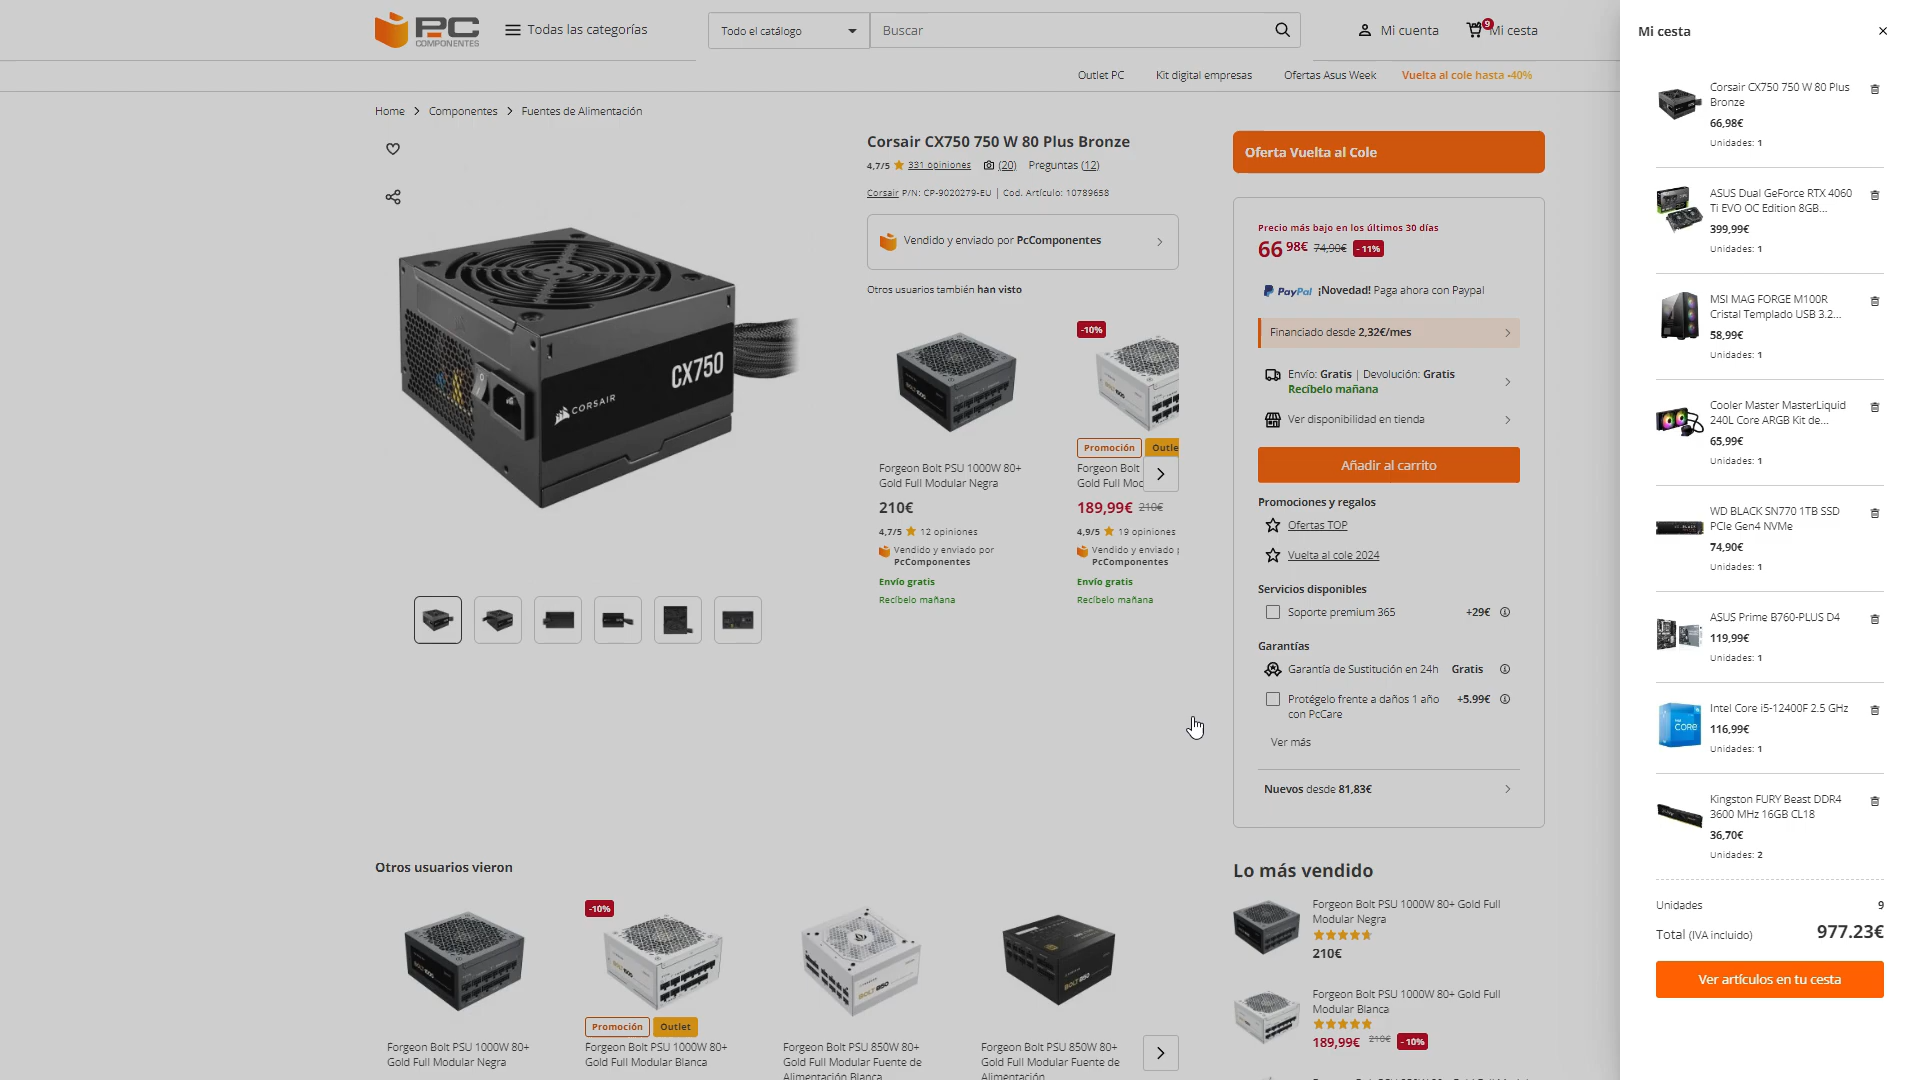 PC
COMPONENTES
Todas las categorías
Todo el catálogo
Buscar
Mi cuenta
9
Mi cesta
Outlet PC
Kit digital empresas
Ofertas Asus Week
Vuelta al cole hasta -40%
Home
Componentes
Fuentes de Alimentación
CORSAIR
CX750
Corsair CX750 750 W 80 Plus Bronze
4,7/5 331 opiniones (20) Preguntas (12)
Corsair P/N: CP-9020279-EU | Cod. Artículo: 10789658
Vendido y enviado por PcComponentes
Otros usuarios también han visto
Forgeon Bolt PSU 1000W 80+
Gold Full Modular Negra
210€
4,7/5 12 opiniones
Vendido y enviado por
PcComponentes
Envío gratis
Recíbelo mañana
-10%
Promoción
Outle
Forgeon Bolt
Gold Full Moc
189,99€ 210€
4,9/5 19 opiniones
Vendido y enviado p
PcComponentes
Envío gratis
Recíbelo mañana
Oferta Vuelta al Cole
Precio más bajo en los últimos 30 días
66 98€ 74,90€ - 11%
PayPal ¡Novedad! Paga ahora con Paypal
Financiado desde 2,32€/mes
Envío: Gratis | Devolución: Gratis
Recíbelo mañana
Ver disponibilidad en tienda
Añadir al carrito
Promociones y regalos
Ofertas TOP
Vuelta al cole 2024
Servicios disponibles
Soporte premium 365 +29€
Garantías
Garantía de Sustitución en 24h Gratis
Protégelo frente a daños 1 año +5.99€
con PcCare
Ver más
Nuevos desde 81,83€
Otros usuarios vieron
Forgeon Bolt PSU 1000W 80+
Gold Full Modular Negra
-10%
Promoción
Outlet
Forgeon Bolt PSU 1000W 80+
Gold Full Modular Blanca
Forgeon Bolt PSU 850W 80+
Gold Full Modular Fuente de
Alimentación Blanca
BOLT 850
Forgeon Bolt PSU 850W 80+
Gold Full Modular Fuente de
Alimentación
Lo más vendido
Forgeon Bolt PSU 1000W 80+ Gold Full
Modular Negra
210€
Forgeon Bolt PSU 1000W 80+ Gold Full
Modular Blanca
189,99€ 210€ - 10%
Mi cesta
Corsair CX750 750 W 80 Plus
Bronze
66,98€
Unidades: 1
ASUS Dual GeForce RTX 4060
Ti EVO OC Edition 8GB...
399,99€
Unidades: 1
MSI MAG FORGE M100R
Cristal Templado USB 3.2...
58,99€
Unidades: 1
Cooler Master MasterLiquid
240L Core ARGB Kit de...
65,99€
Unidades: 1
WD BLACK SN770 1TB SSD
PCIe Gen4 NVMe
74,90€
Unidades: 1
ASUS Prime B760-PLUS D4
119,99€
Unidades: 1
CORE
Intel Core i5-12400F 2.5 GHz
116,99€
Unidades: 1
Kingston FURY Beast DDR4
3600 MHz 16GB CL18
36,70€
Unidades: 2
Unidades 9
Total (IVA incluido) 977.23€
Ver artículos en tu cesta